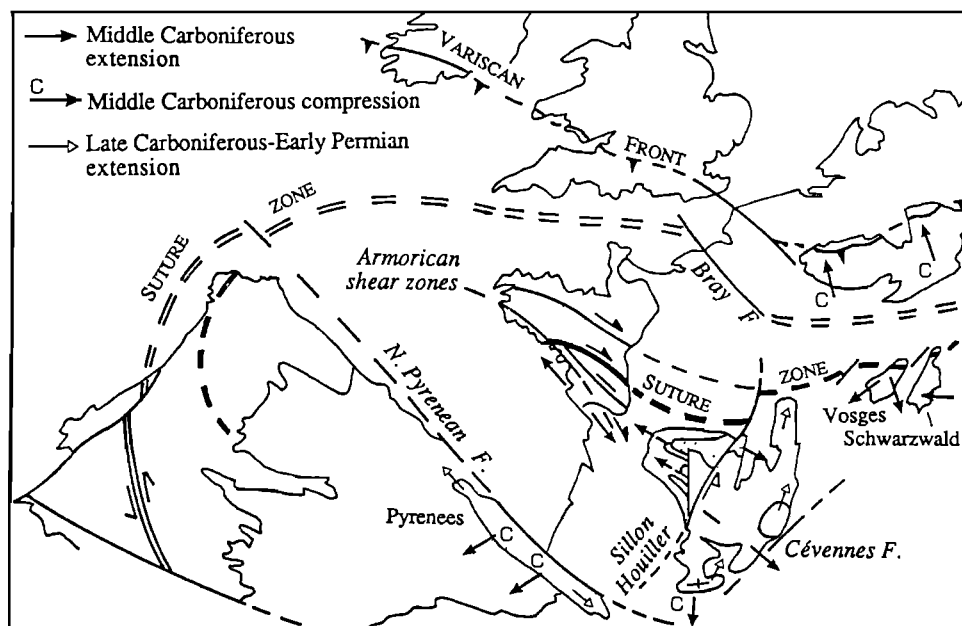 Middle Carboniferous
extension
C
Middle Carboniferous compression
Late Carboniferous-Early Permian
extension
VARISCAN
FRONT
SUTURE
ZONE
Armorican
shear zones
Bray F.
C
C
N. Pyrenean F.
SUTURE
ZONE
Vosges
Schwarzwald
Pyrenees
C
C
Sillon
Houiller
Cévennes F.
C